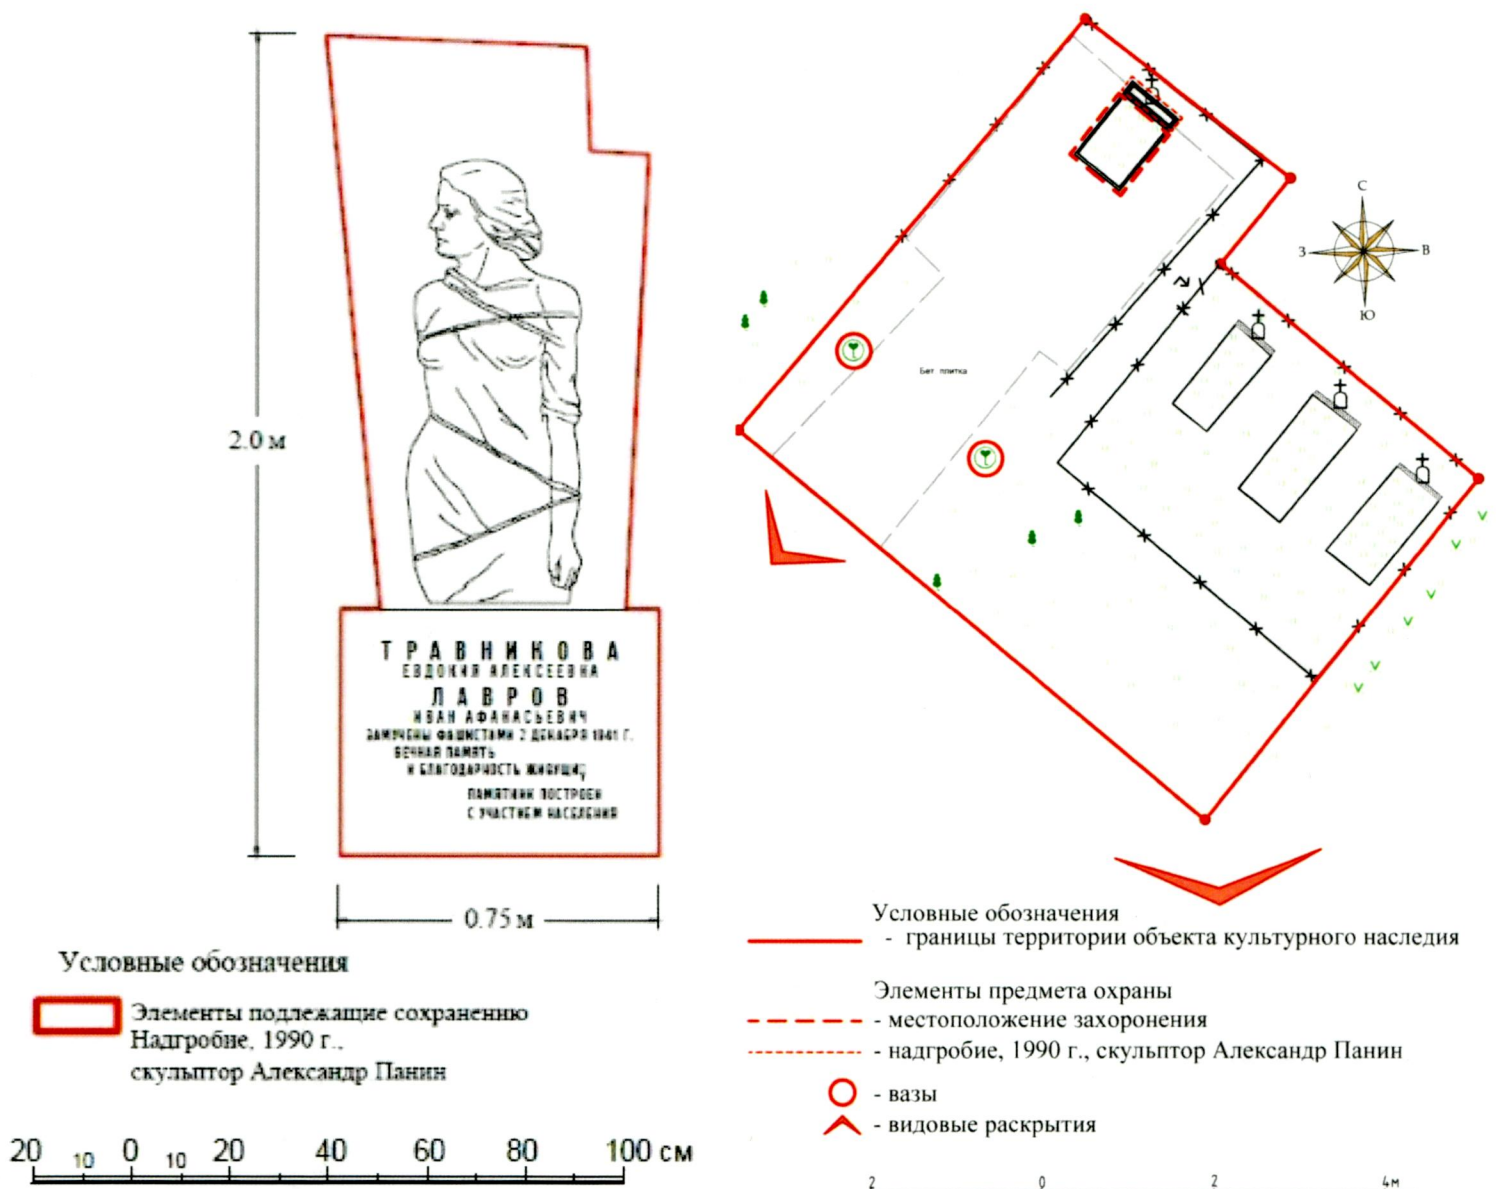 2.0 м
ТРАВНИКОВА
ЕВДОКИЯ АЛЕКСЕЕВНА
ЛАВРОВ
ИВАН АФАНАСЬЕВИЧ
ЗАМУЧЕНЫ ФАШИСТАМИ 2 ДЕКАБРЯ 1941 Г.
ВЕЧНАЯ ПАМЯТЬ
И БЛАГОДАРНОСТЬ
ПАМЯТНИК ПОСТРОЕН
С УЧАСТИЕМ НАСЕЛЕНИЯ
0.75 м
Условные обозначения
Элементы подлежащие сохранению
Надгробие, 1990 г.,
скульптор Александр Панин
20 10 0 10 20 40 60 80 100 см
С
З В
Ю
Бет плитка
Условные обозначения
- границы территории объекта культурного наследия
Элементы предмета охраны
- местоположение захоронения
- надгробие, 1990 г., скульптор Александр Панин
- вазы
- видовые раскрытия
2 0 2 4м